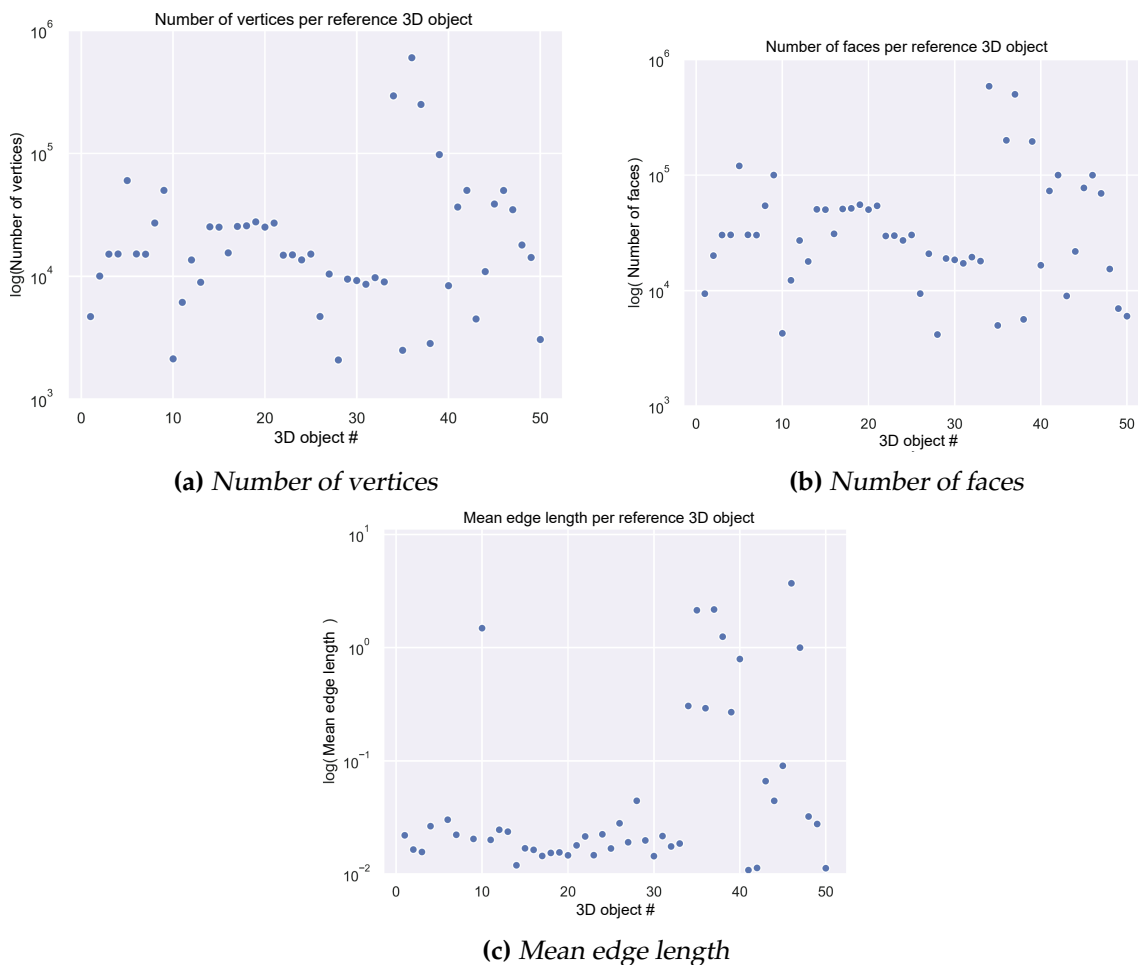 Number of vertices per reference 3D object
10^6
10^5
10^4
10^3
log(Number of vertices)
0 10 20 30 40 50
3D object #
(a) Number of vertices
Number of faces per reference 3D object
10^6
10^5
10^4
10^3
log( Number of faces)
0 10 20 30 40 50
3D object #
(b) Number of faces
Mean edge length per reference 3D object
10^1
10^0
10^-1
10^-2
log( Mean edge length )
0 10 20 30 40 50
3D object #
(c) Mean edge length